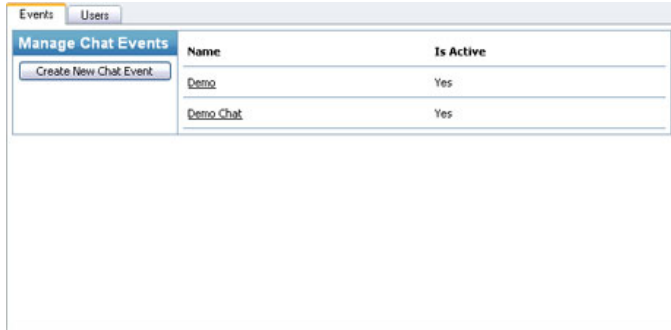 Events Users
Manage Chat Events
Create New Chat Event
Name Is Active
Demo Yes
Demo Chat Yes